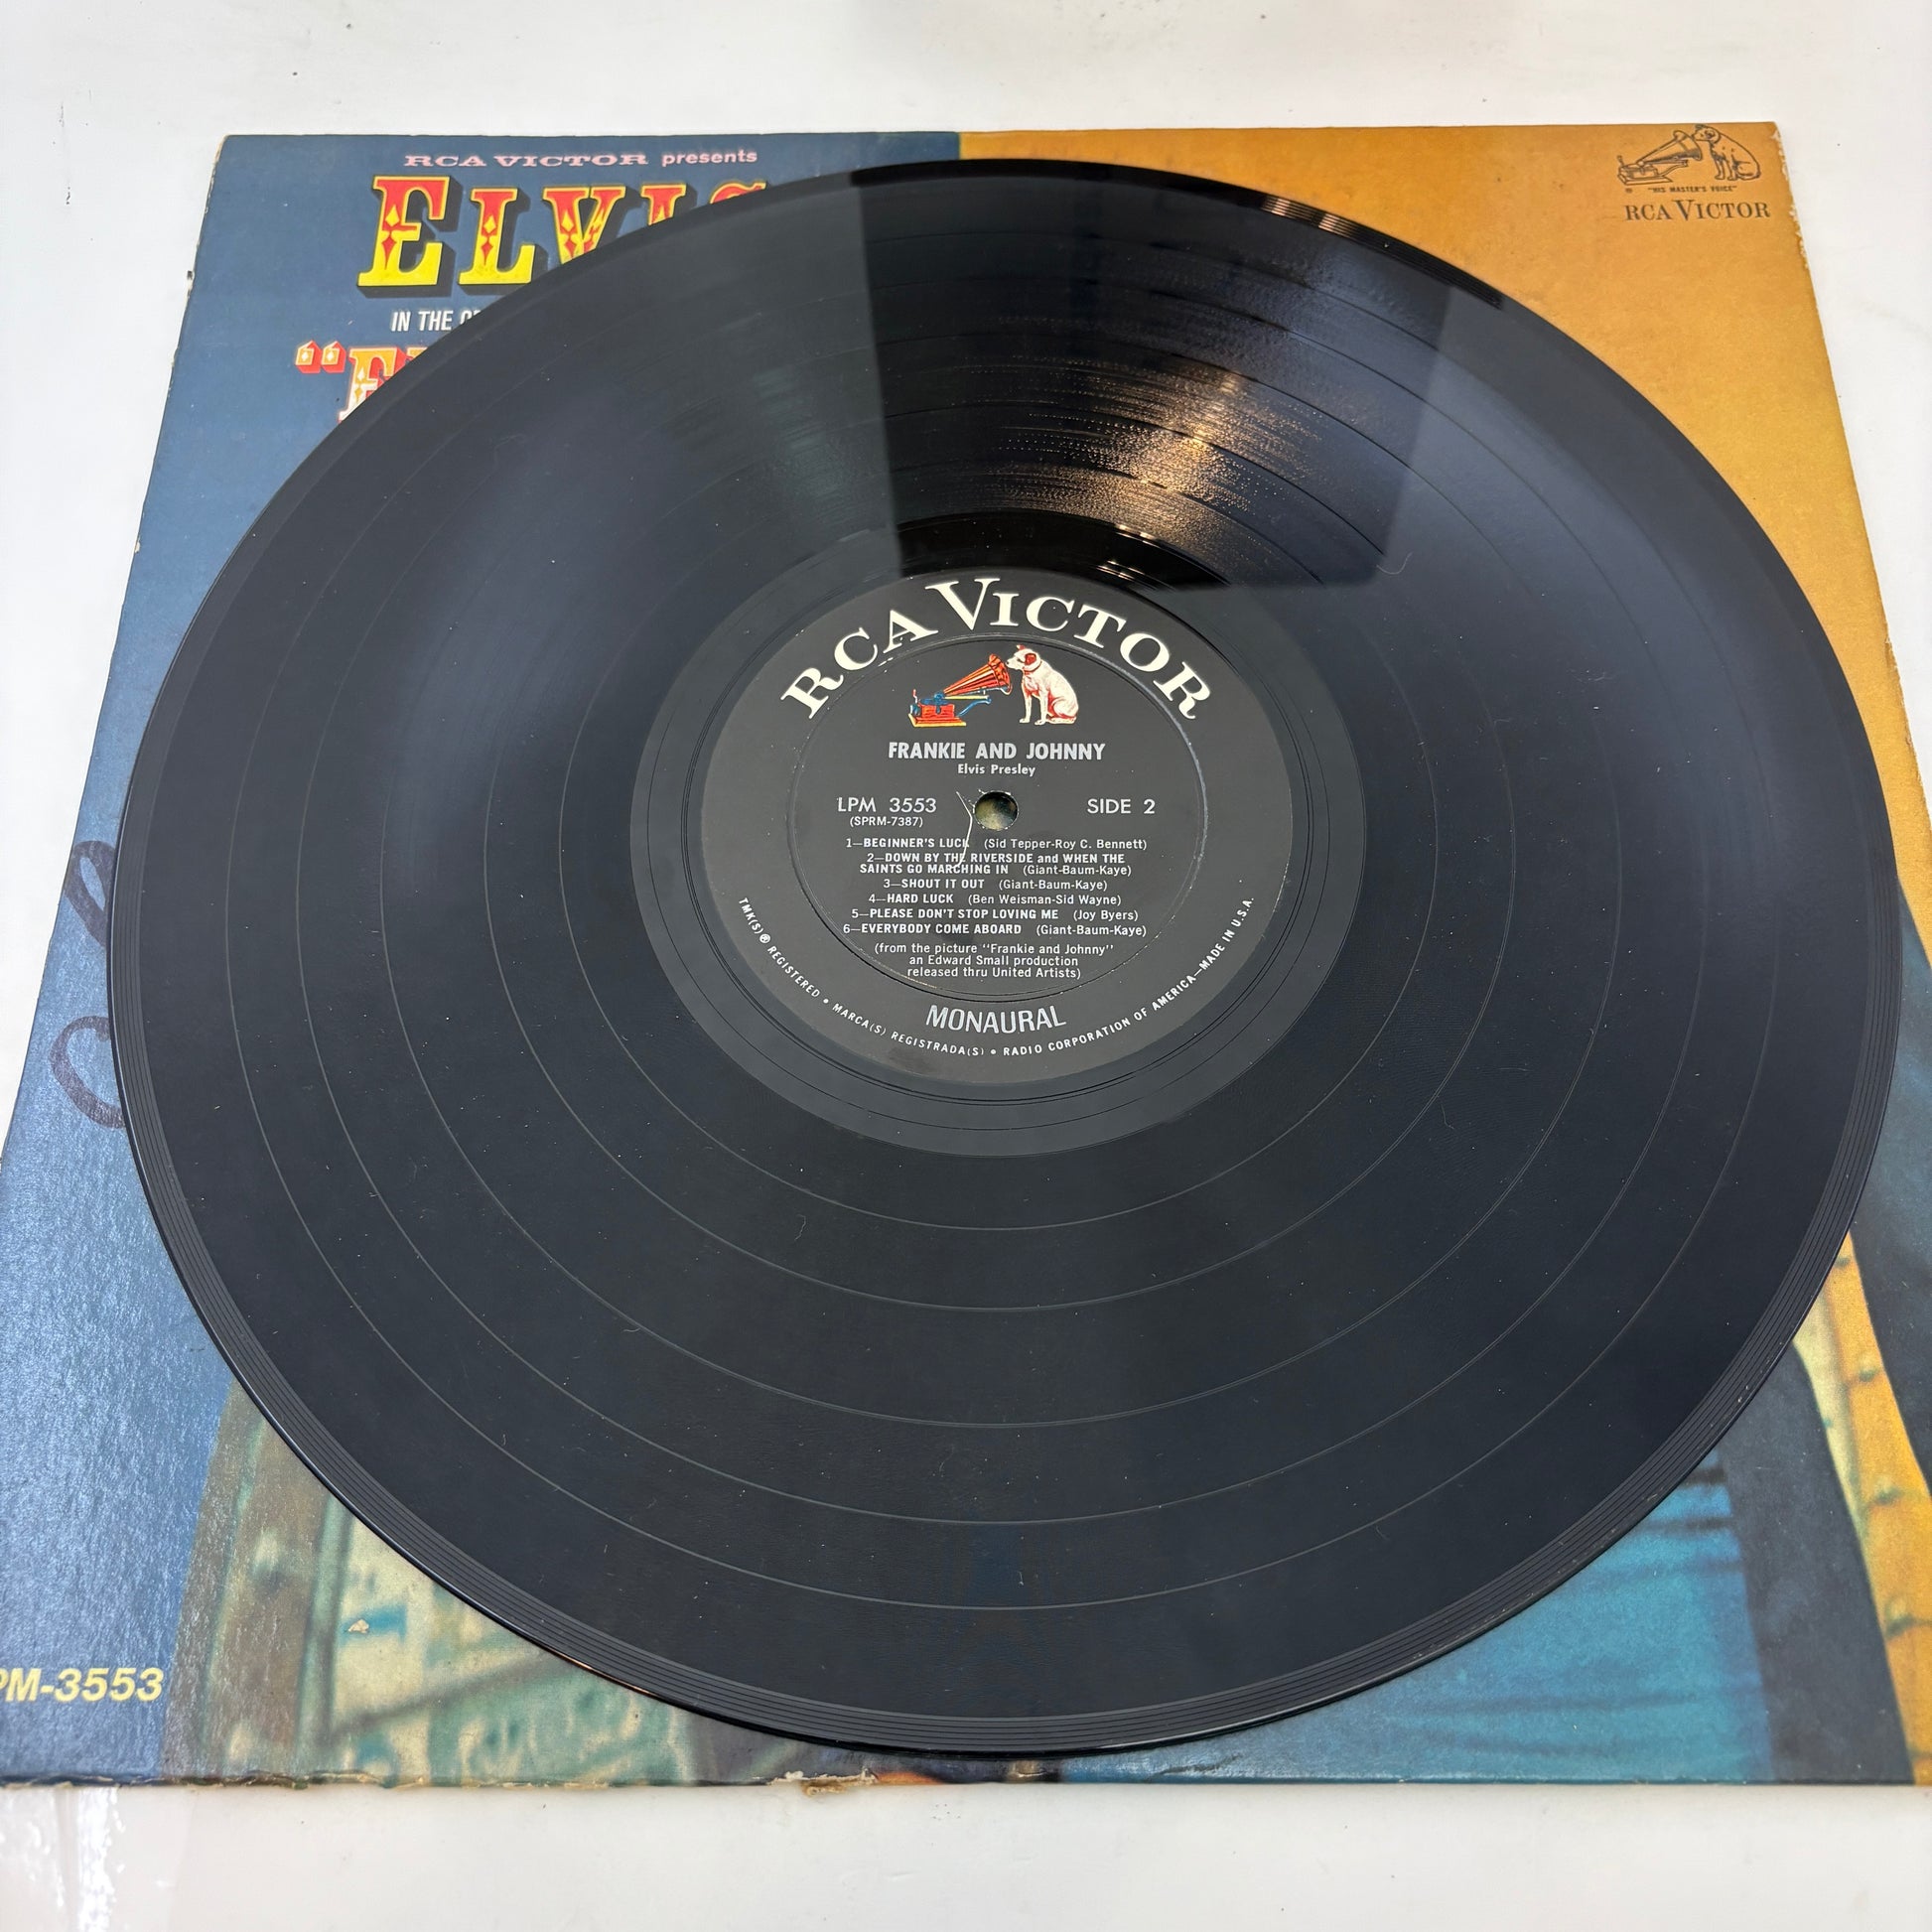 RCA VICTOR presents
ELVIS
IN THE
"HIS MASTER'S VOICE"
RCA VICTOR
RCA VICTOR
FRANKIE AND JOHNNY
Elvis Presley
LPM 3553
(SPRM-7387)
SIDE 2
1—BEGINNER'S LUCK (Sid Tepper-Roy C. Bennett)
2—DOWN BY THE RIVERSIDE and WHEN THE
SAINTS GO MARCHING IN (Giant-Baum-Kaye)
3—SHOUT IT OUT (Giant-Baum-Kaye)
4—HARD LUCK (Ben Weisman-Sid Wayne)
5—PLEASE DON'T STOP LOVING ME (Joy Byers)
6—EVERYBODY COME ABOARD (Giant-Baum-Kaye)
(from the picture "Frankie and Johnny"
an Edward Small production
released thru United Artists)
MONAURAL
TMK(S) ® REGISTERED • MARCA(S) REGISTRADA(S) • RADIO CORPORATION OF AMERICA—MADE IN U.S.A.
PM-3553